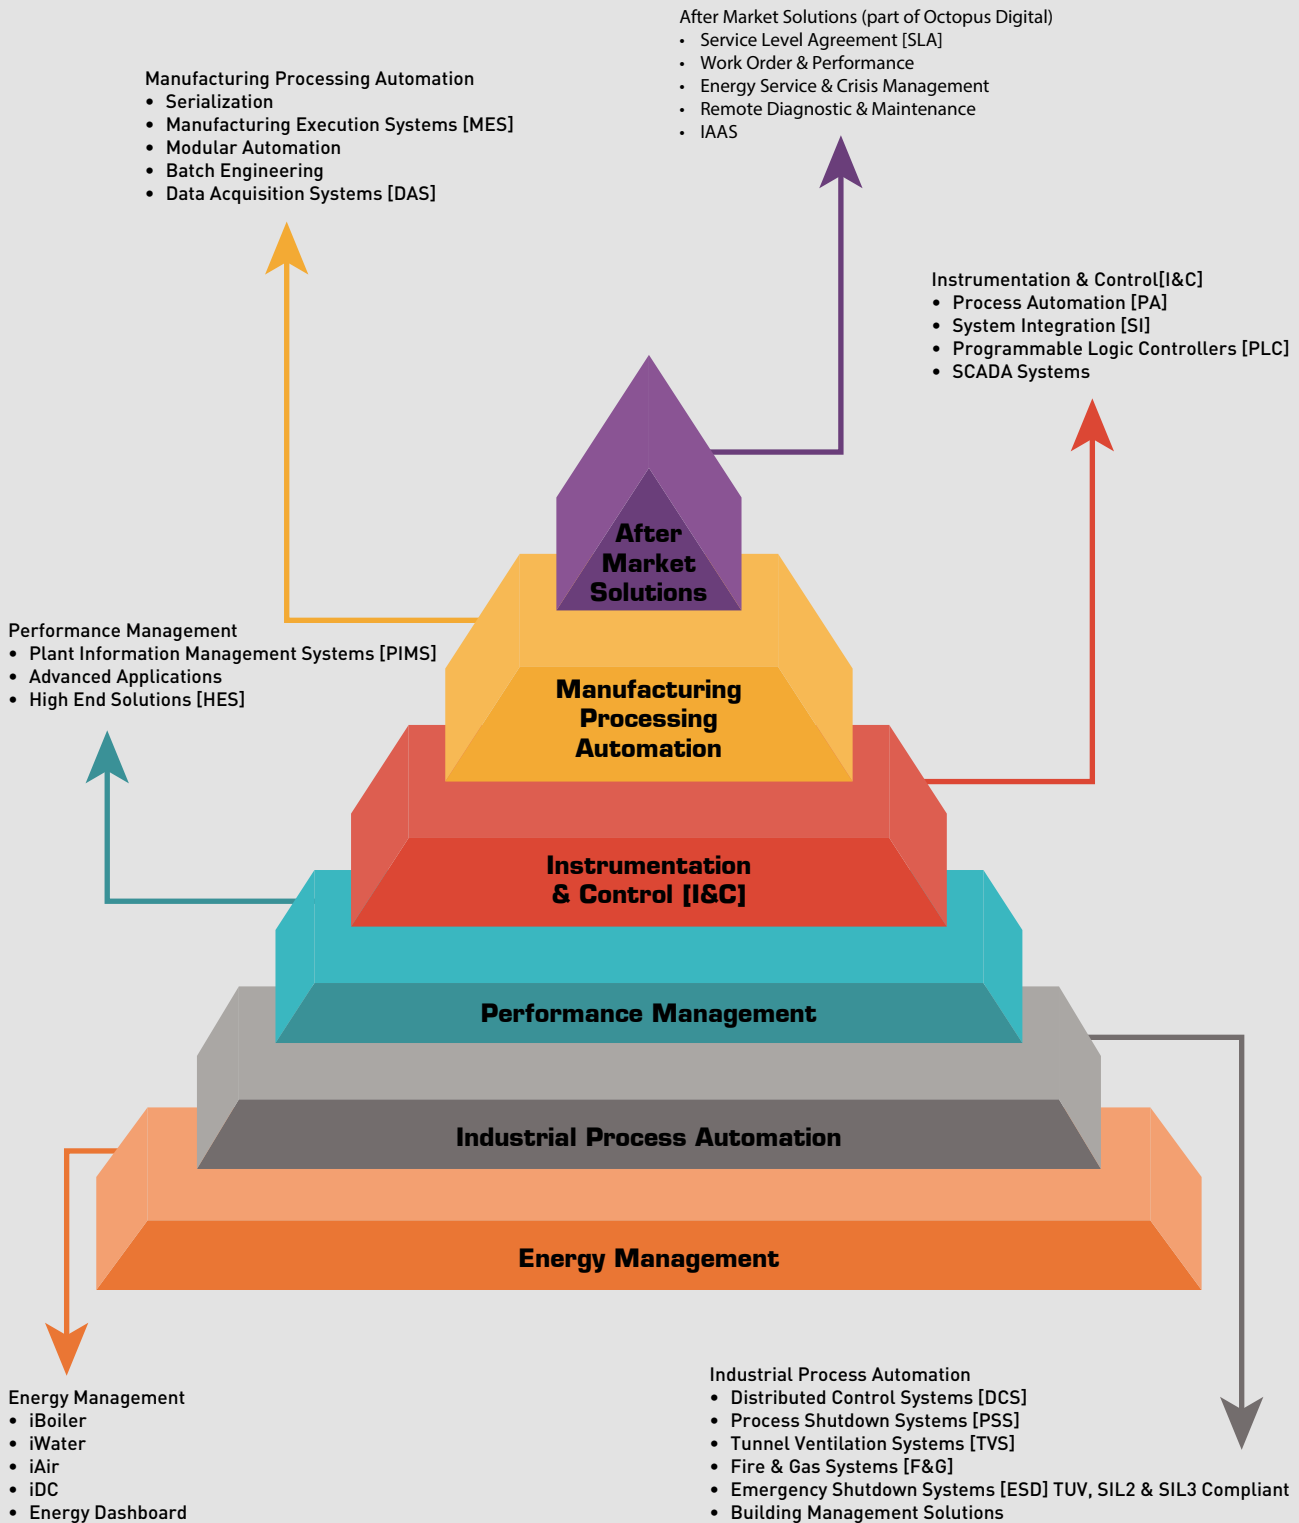 After Market Solutions (part of Octopus Digital)
• Service Level Agreement [SLA]
• Work Order & Performance
• Energy Service & Crisis Management
• Remote Diagnostic & Maintenance
• IAAS
Manufacturing Processing Automation
• Serialization
• Manufacturing Execution Systems [MES]
• Modular Automation
• Batch Engineering
• Data Acquisition Systems [DAS]
Instrumentation & Control[I&C]
• Process Automation [PA]
• System Integration [SI]
• Programmable Logic Controllers [PLC]
• SCADA Systems
After
Market
Solutions
Performance Management
• Plant Information Management Systems [PIMS]
• Advanced Applications
• High End Solutions [HES]
Manufacturing
Processing
Automation
Instrumentation
& Control [I&C]
Performance Management
Industrial Process Automation
Energy Management
Energy Management
• iBoiler
• iWater
• iAir
• iDC
• Energy Dashboard
Industrial Process Automation
• Distributed Control Systems [DCS]
• Process Shutdown Systems [PSS]
• Tunnel Ventilation Systems [TVS]
• Fire & Gas Systems [F&G]
• Emergency Shutdown Systems [ESD] TUV, SIL2 & SIL3 Compliant
• Building Management Solutions